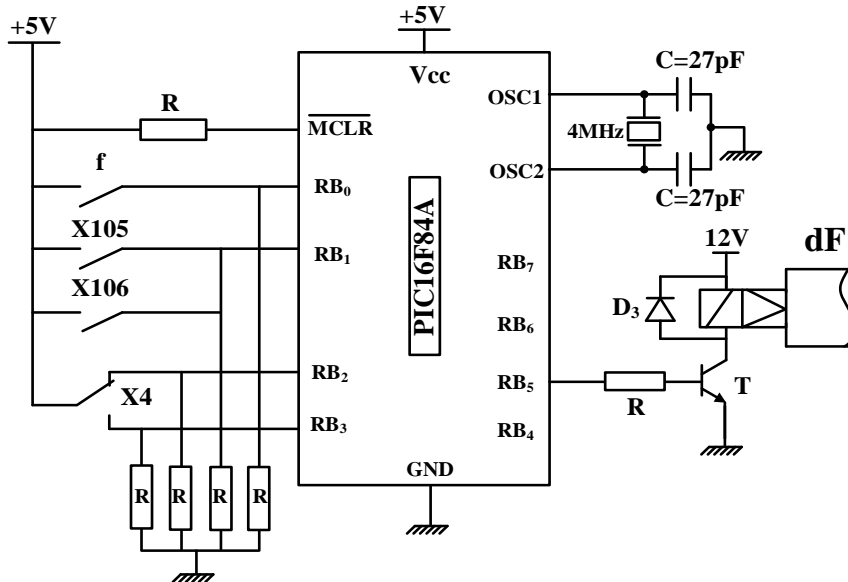 +5V
+5V
Vcc
C=27pF
R
MCLR
OSC1
4MHz
f
RB₀
OSC2
C=27pF
X105
RB₁
PIC16F84A
RB₇
12V
dF
X106
D₃
RB₆
RB₂
RB₅
T
X4
R
RB₃
RB₄
GND
R
R
R
R